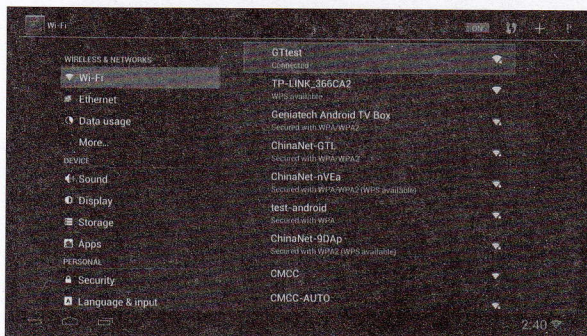 Wi-Fi
ON
WIRELESS & NETWORKS
Wi-Fi
Ethernet
Data usage
More...
DEVICE
Sound
Display
Storage
Apps
PERSONAL
Security
Language & input
GTtest
Connected
TP-LINK_366CA2
WPS available
Geniatech Android TV Box
Secured with WPA/WPA2
ChinaNet-GTL
Secured with WPA/WPA2
ChinaNet-nVEa
Secured with WPA/WPA2 (WPS available)
test-android
Secured with WPA
ChinaNet-9DAp
Secured with WPA2 (WPS available)
CMCC
CMCC-AUTO
2:40